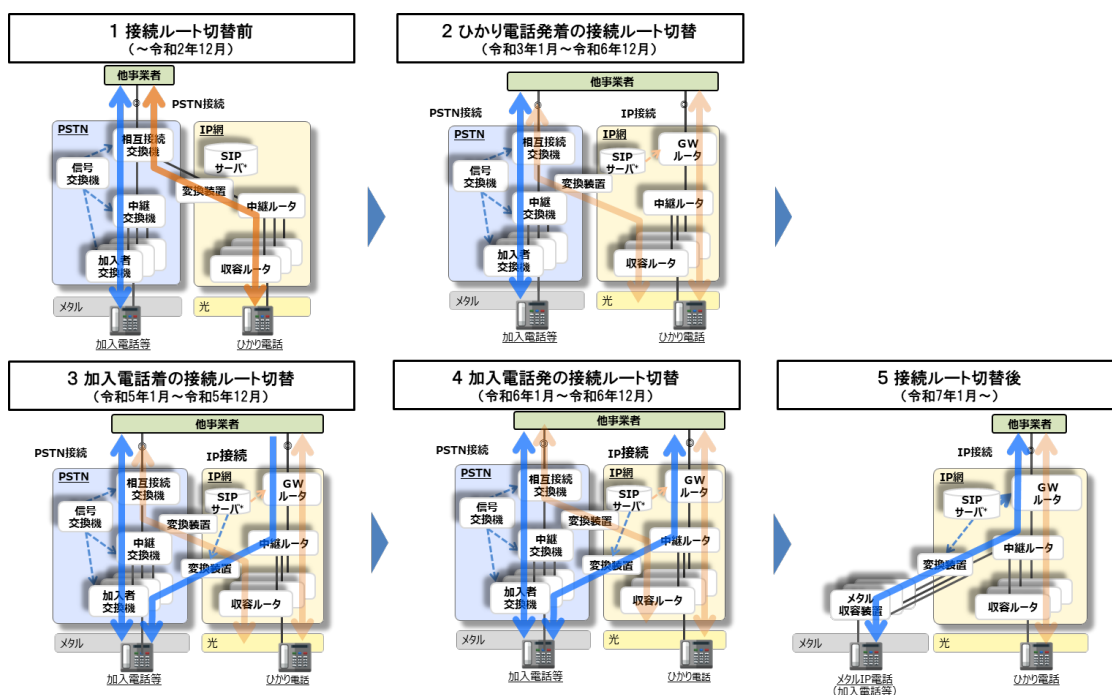 1 接続ルート切替前
(～令和2年12月)
他事業者
PSTN接続
PSTN
IP網
相互接続
交換機
SIP
サーバ*
信号
交換機
変換装置
中継
交換機
中継ルータ
加入者
交換機
収容ルータ
メタル
光
加入電話等
ひかり電話
2 ひかり電話発着の接続ルート切替
(令和3年1月～令和6年12月)
他事業者
PSTN接続
IP接続
PSTN
IP網
相互接続
交換機
SIP
サーバ*
GW
ルータ
信号
交換機
変換装置
中継
交換機
中継ルータ
加入者
交換機
収容ルータ
メタル
光
加入電話等
ひかり電話
3 加入電話着の接続ルート切替
(令和5年1月～令和5年12月)
他事業者
PSTN接続
IP接続
PSTN
IP網
相互接続
交換機
SIP
サーバ*
GW
ルータ
信号
交換機
変換装置
中継
交換機
中継ルータ
変換装置
加入者
交換機
収容ルータ
メタル
光
加入電話等
ひかり電話
4 加入電話発の接続ルート切替
(令和6年1月～令和6年12月)
他事業者
PSTN接続
IP接続
PSTN
IP網
相互接続
交換機
SIP
サーバ*
GW
ルータ
信号
交換機
変換装置
中継
交換機
中継ルータ
変換装置
加入者
交換機
収容ルータ
メタル
光
加入電話等
ひかり電話
5 接続ルート切替後
(令和7年1月～)
他事業者
IP接続
IP網
SIP
サーバ*
GW
ルータ
中継ルータ
変換装置
メタル
収容装置
収容ルータ
メタル
光
メタルIP電話
(加入電話等)
ひかり電話